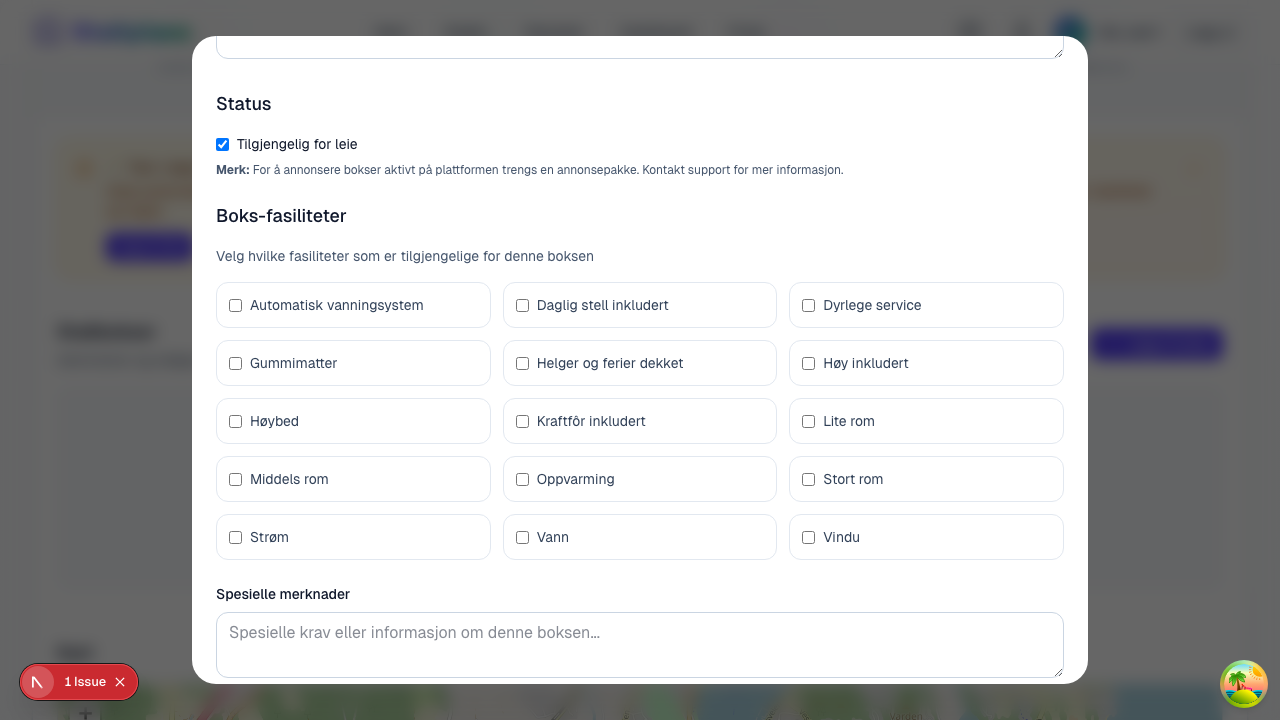 Status
Tilgjengelig for leie
Merk: For å annonsere bokser aktivt på plattformen trengs en annonsepakke. Kontakt support for mer informasjon.
Boks-fasiliteter
Velg hvilke fasiliteter som er tilgjengelige for denne boksen
Automatisk vanningsystem
Daglig stell inkludert
Dyrlege service
Gummimatter
Helger og ferier dekket
Høy inkludert
Høybed
Kraftfôr inkludert
Lite rom
Middels rom
Oppvarming
Stort rom
Strøm
Vann
Vindu
Spesielle merknader
Spesielle krav eller informasjon om denne boksen...
1 Issue